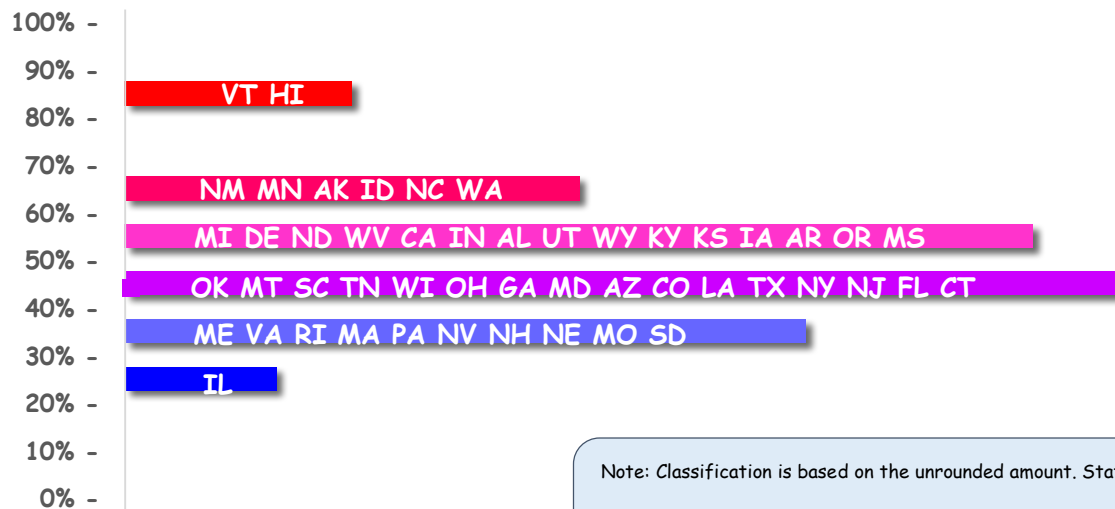 100% -
90% -
VT HI
80% -
70% -
NM MN AK ID NC WA
60% -
MI DE ND WV CA IN AL UT WY KY KS IA AR OR MS
50% -
OK MT SC TN WI OH GA MD AZ CO LA TX NY NJ FL CT
40% -
ME VA RI MA PA NV NH NE MO SD
30% -
IL
20% -
10% -
Note: Classification is based on the unrounded amount.
0% -